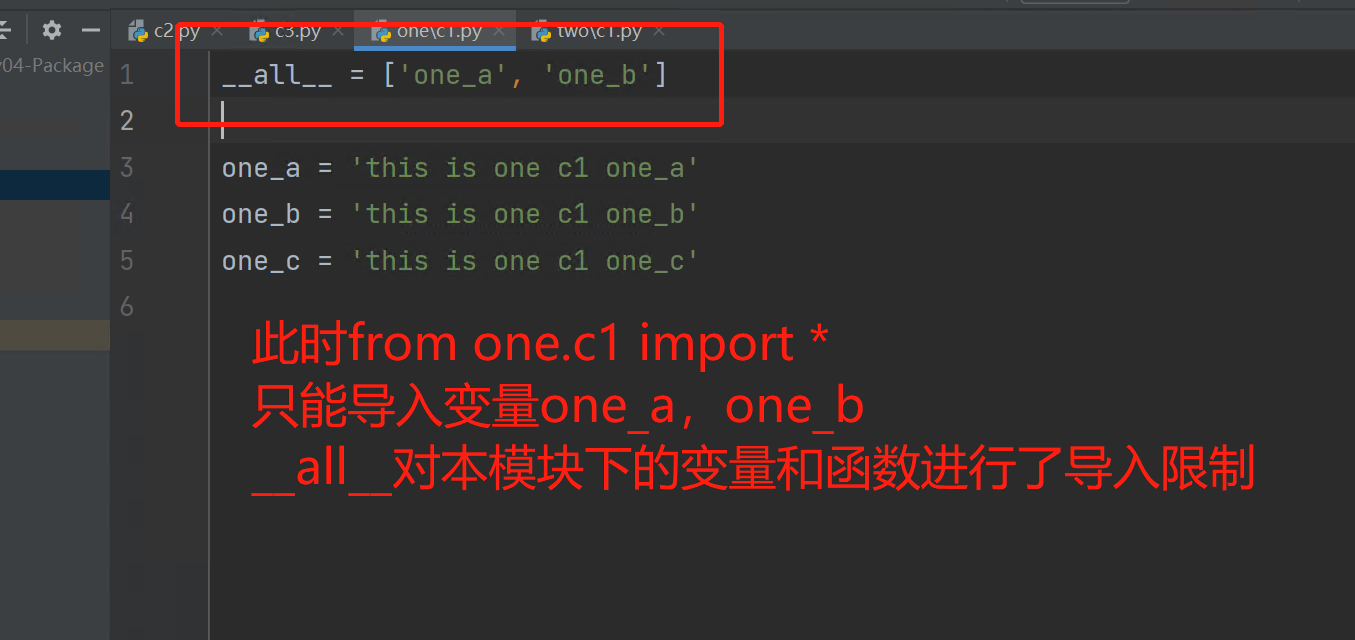 c2.py
c3.py
one\c1.py
two\c1.py
04-Package
1
__all__ = ['one_a', 'one_b']
2
3
one_a = 'this is one c1 one_a'
4
one_b = 'this is one c1 one_b'
5
one_c = 'this is one c1 one_c'
6
此时from one.c1 import *
只能导入变量one_a，one_b
__all__对本模块下的变量和函数进行了导入限制